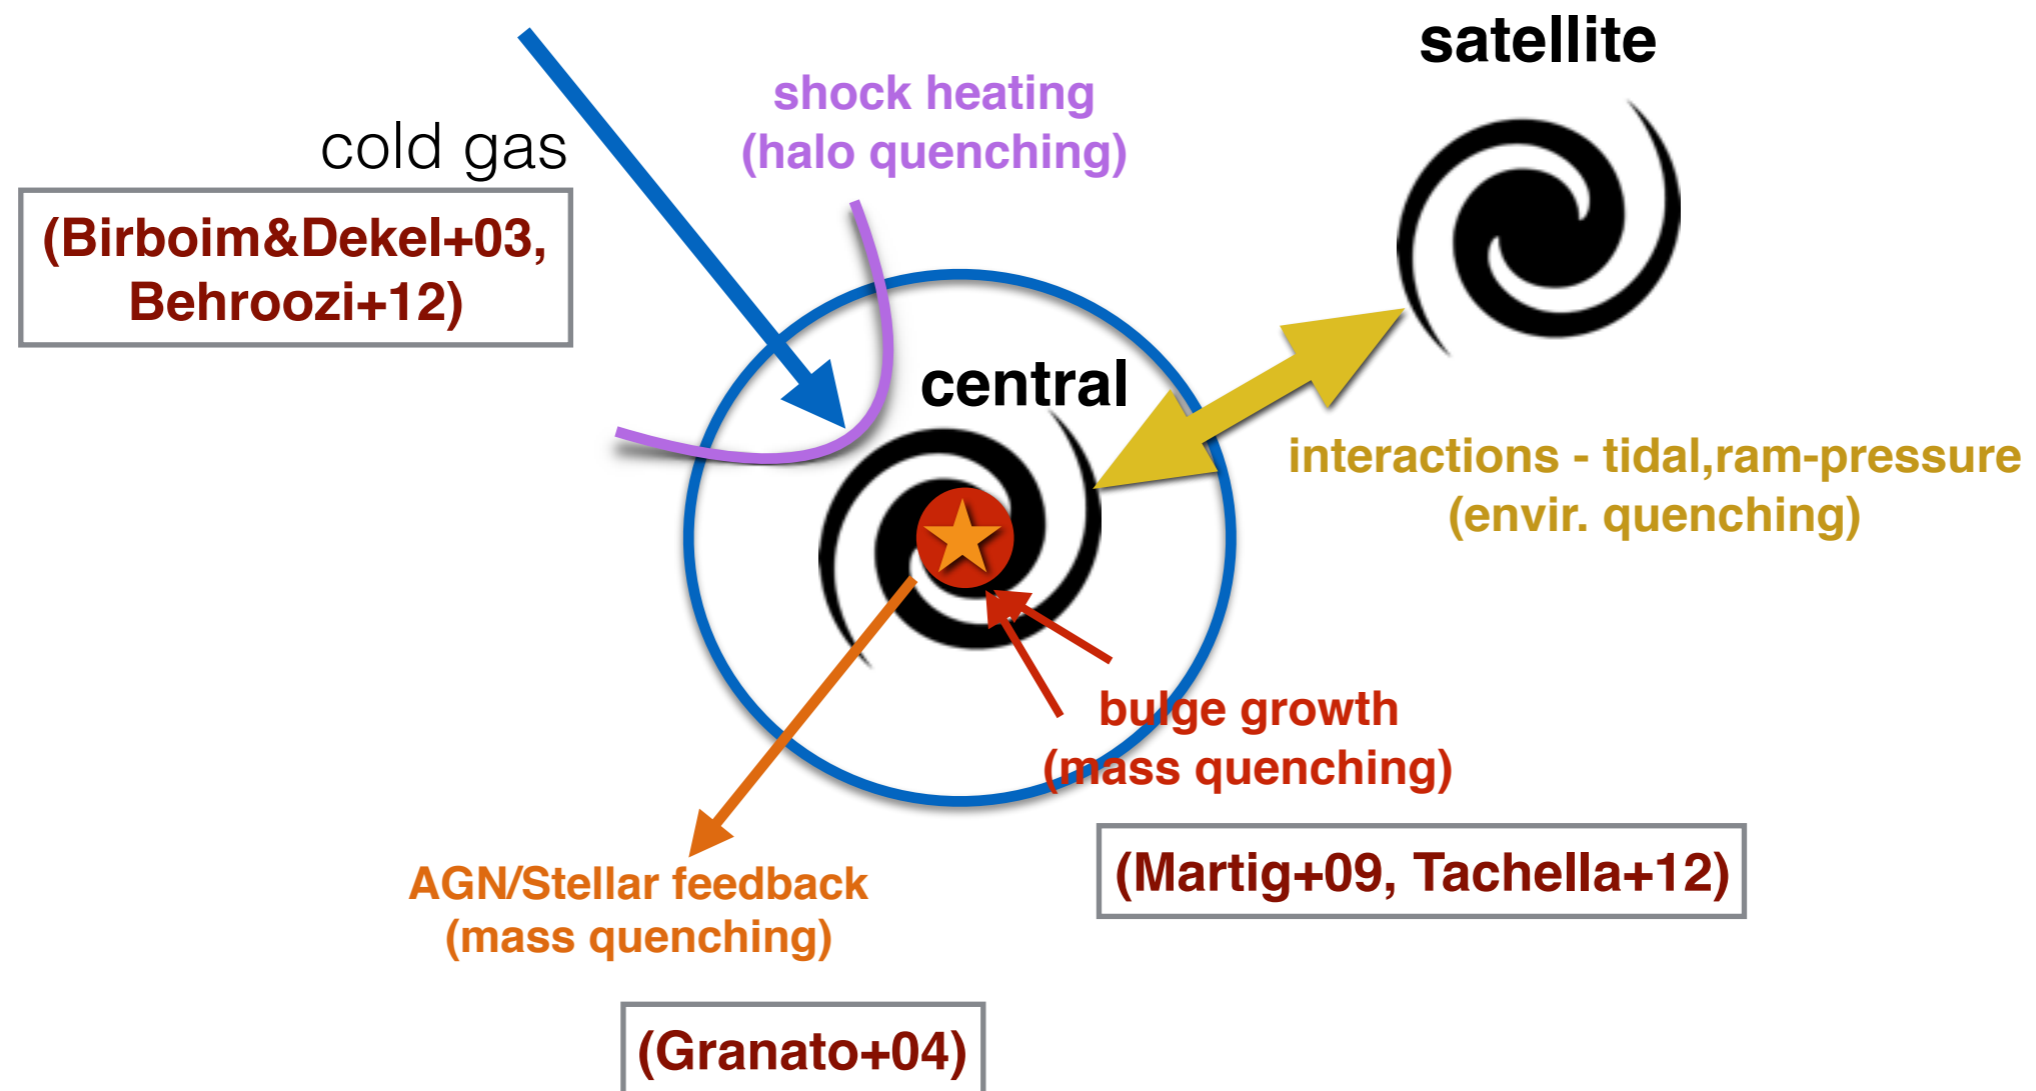 satellite
shock heating
(halo quenching)
cold gas
(Birboim&Dekel+03,
Behroozi+12)
central
interactions - tidal,ram-pressure
(envir. quenching)
bulge growth
(mass quenching)
AGN/Stellar feedback
(mass quenching)
(Martig+09, Tachella+12)
(Granato+04)